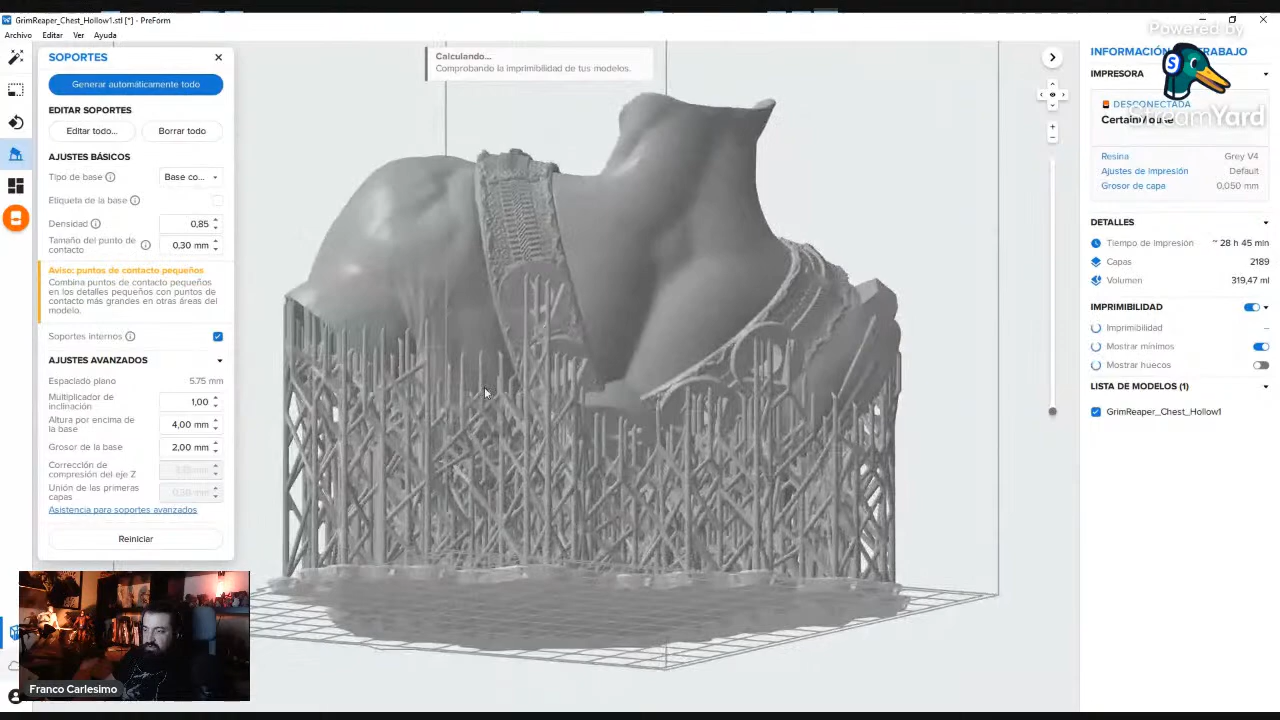 GrimReaper_Chest_Hollow1.stl [*] - PreForm
Archivo Editar Ver Ayuda
Powered by
StreamYard
SOPORTES
Generar automáticamente todo
EDITAR SOPORTES
Editar todo...
Borrar todo
AJUSTES BÁSICOS
Tipo de base
Base co...
Etiqueta de la base
Densidad
0,85
Tamaño del punto de
contacto
0,30 mm
Aviso: puntos de contacto pequeños
Combina puntos de contacto pequeños
en los detalles pequeños con puntos de
contacto más grandes en otras áreas del
modelo.
Soportes internos
AJUSTES AVANZADOS
Espaciado plano
5.75 mm
Multiplicador de
inclinación
1,00
Altura por encima de
la base
4,00 mm
Grosor de la base
2,00 mm
Corrección de
compresión del eje Z
Unión de las primeras
capas
0,30 mm
Asistencia para soportes avanzados
Reiniciar
Franco Carlesimo
Calculando...
Comprobando la imprimibilidad de tus modelos.
INFORMACIÓN TRABAJO
IMPRESORA
DESCONECTADA
Resina
Grey V4
Ajustes de impresión
Default
Grosor de capa
0,050 mm
DETALLES
Tiempo de impresión
~ 28 h 45 min
Capas
2189
Volumen
319,47 ml
IMPRIMIBILIDAD
Imprimibilidad
--
Mostrar mínimos
Mostrar huecos
LISTA DE MODELOS (1)
GrimReaper_Chest_Hollow1